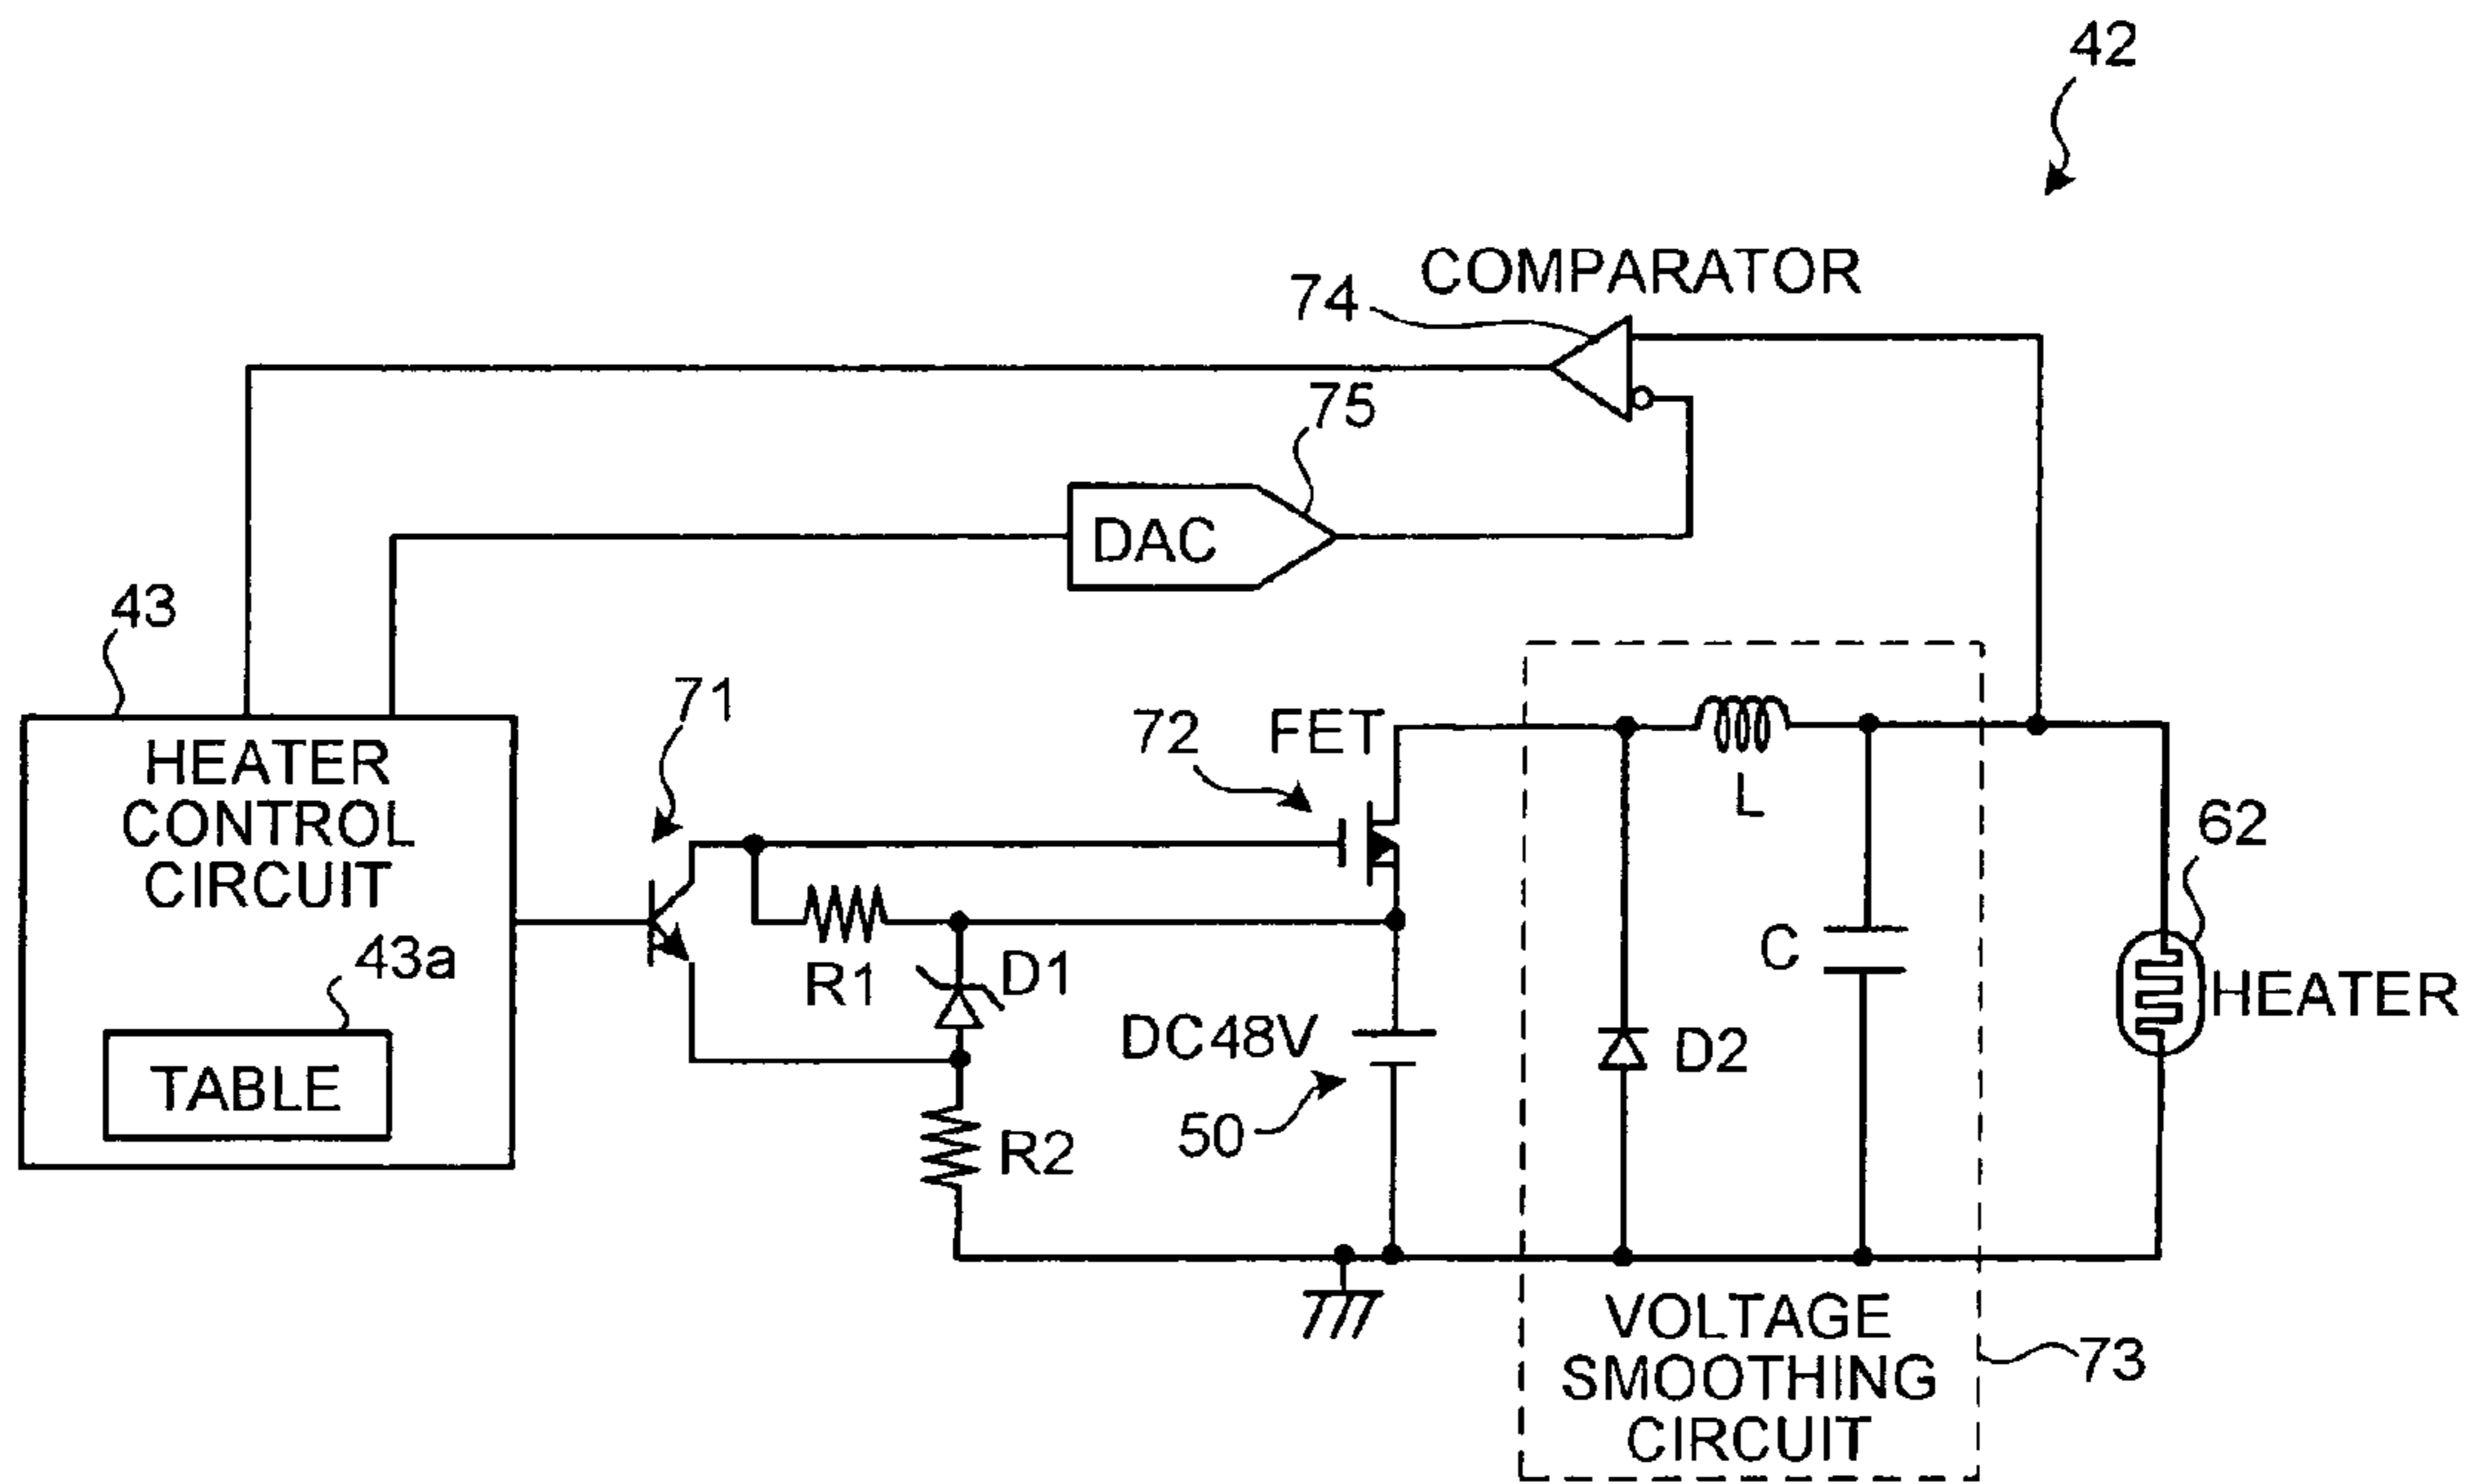 42
COMPARATOR
74
75
DAC
43
71
72
FET
HEATER
CONTROL
CIRCUIT
L
62
43a
R1
D1
C
HEATER
DC48V
D2
TABLE
50
R2
VOLTAGE
SMOOTHING
CIRCUIT
73